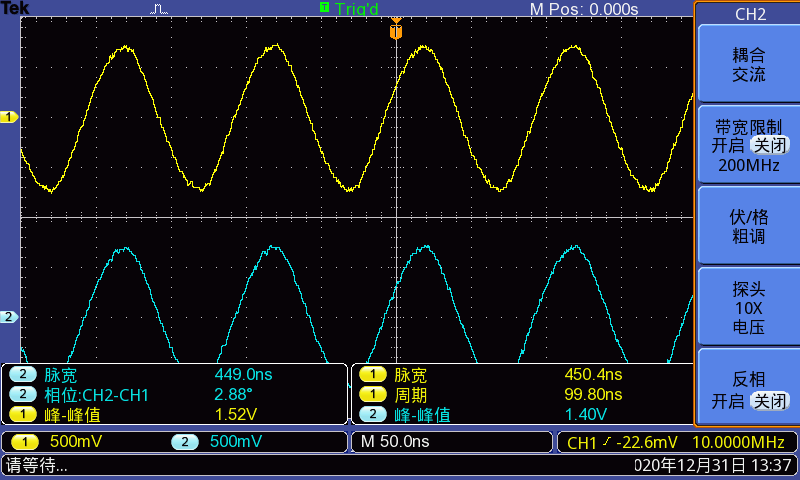 Tek
T Trig'd
M Pos: 0.000s
CH2
耦合
交流
带宽限制
开启 关闭
200MHz
伏/格
粗调
探头
10X
电压
反相
开启 关闭
T
1
2
2 脉宽 449.0ns
2 相位:CH2-CH1 2.88°
1 峰-峰值 1.52V
1 脉宽 450.4ns
1 周期 99.80ns
2 峰-峰值 1.40V
1 500mV
2 500mV
M 50.0ns
CH1 -22.6mV 10.0000MHz
请等待...
020年12月31日 13:37